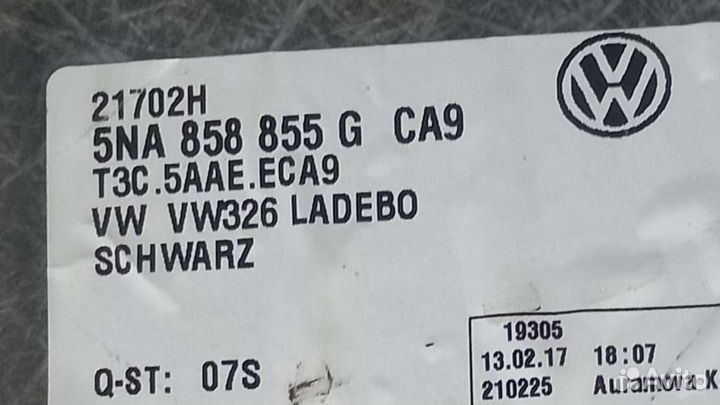 21702H
5NA 858 855 G CA9
T3C.5AAE.ECA9
VW VW326 LADEBO
SCHWARZ
Q-ST: 07S
19305
13.02.17 18:07
210225
Avito